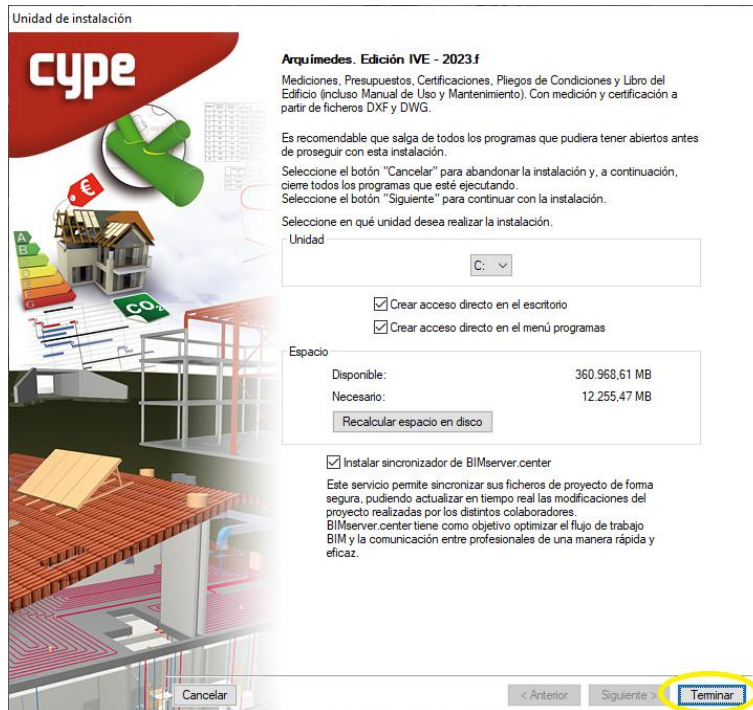 Unidad de instalación
cype
Arquímedes. Edición IVE - 2023.f
Mediciones, Presupuestos, Certificaciones, Pliegos de Condiciones y Libro del
Edificio (incluso Manual de Uso y Mantenimiento). Con medición y certificación a
partir de ficheros DXF y DWG.
Es recomendable que salga de todos los programas que pudiera tener abiertos antes
de proseguir con esta instalación.
Seleccione el botón "Cancelar" para abandonar la instalación y, a continuación,
cierre todos los programas que esté ejecutando.
Seleccione el botón "Siguiente" para continuar con la instalación.
Seleccione en qué unidad desea realizar la instalación.
Unidad
C:
Crear acceso directo en el escritorio
Crear acceso directo en el menú programas
Espacio
Disponible: 360.968,61 MB
Necesario: 12.255,47 MB
Recalcular espacio en disco
Instalar sincronizador de BIMserver.center
Este servicio permite sincronizar sus ficheros de proyecto de forma
segura, pudiendo actualizar en tiempo real las modificaciones del
proyecto realizadas por los distintos colaboradores.
BIMserver.center tiene como objetivo optimizar el flujo de trabajo
BIM y la comunicación entre profesionales de una manera rápida y
eficaz.
€
A
B
D
E
G
CO2
Cancelar
< Anterior
Siguiente >
Terminar